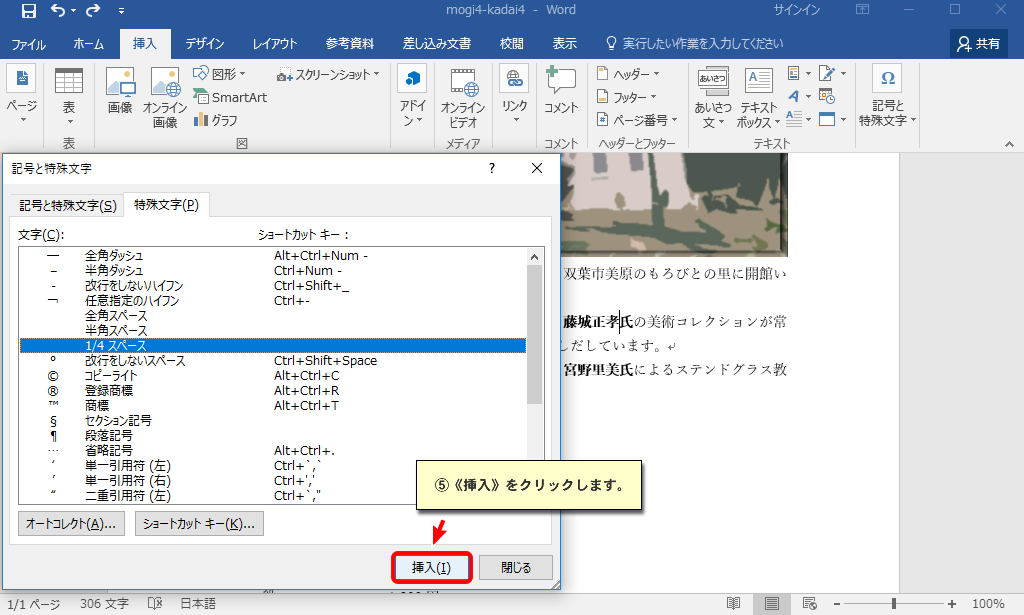 mogi4-kadai4 - Word
サインイン
ファイル ホーム 挿入 デザイン レイアウト 参考資料 差し込み文書 校閲 表示 実行したい作業を入力してください 共有
ページ
表
画像
オンライン画像
図形
SmartArt
グラフ
スクリーンショット
アドイン
オンラインビデオ
リンク
コメント
ヘッダー
フッター
ページ番号
あいさつ
あいさつ文
テキストボックス
記号と特殊文字
表 図 メディア コメント ヘッダーとフッター テキスト
記号と特殊文字 ?
記号と特殊文字(S) 特殊文字(P)
文字(C): ショートカット キー：
— 全角ダッシュ Alt+Ctrl+Num -
– 半角ダッシュ Ctrl+Num -
- 改行をしないハイフン Ctrl+Shift+_
¬ 任意指定のハイフン Ctrl+-
全角スペース
半角スペース
1/4 スペース
° 改行をしないスペース Ctrl+Shift+Space
© コピーライト Alt+Ctrl+C
® 登録商標 Alt+Ctrl+R
™ 商標 Alt+Ctrl+T
§ セクション記号
¶ 段落記号
… 省略記号 Alt+Ctrl+.
‘ 単一引用符 (左) Ctrl+`,`
’ 単一引用符 (右) Ctrl+','
“ 二重引用符 (左) Ctrl+`,"
オートコレクト(A)... ショートカット キー(K)...
挿入(I) 閉じる
⑤《挿入》をクリックします。
双葉市美原のもろびとの里に開館い
藤城正孝氏の美術コレクションが常
しだしています。
宮野里美氏によるステンドグラス教
1/1 ページ 306 文字 日本語 100%